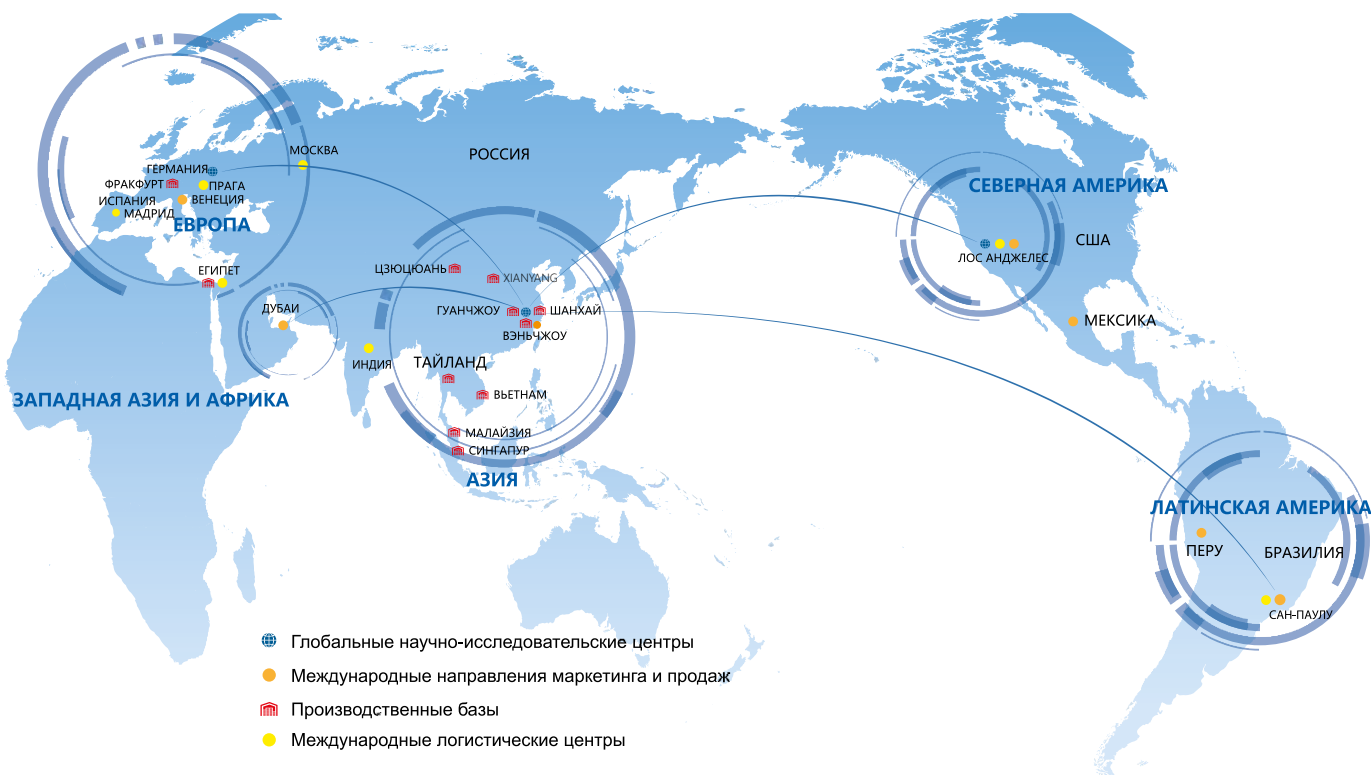 МОСКВА
РОССИЯ
ГЕРМАНИЯ
ФРАКФУРТ
ПРАГА
ИСПАНИЯ
ВЕНЕЦИЯ
МАДРИД
ЕВРОПА
ЕГИПЕТ
ДУБАИ
ЗАПАДНАЯ АЗИЯ И АФРИКА
ЦЗЮЦЮАНЬ
XIANYANG
ГУАНЧЖОУ
ШАНХАЙ
ВЭНЬЧЖОУ
ИНДИЯ
ТАЙЛАНД
ВЬЕТНАМ
МАЛАЙЗИЯ
СИНГАПУР
АЗИЯ
СЕВЕРНАЯ АМЕРИКА
США
ЛОС АНДЖЕЛЕС
МЕКСИКА
ЛАТИНСКАЯ АМЕРИКА
ПЕРУ
БРАЗИЛИЯ
САН-ПАУЛУ
Глобальные научно-исследовательские центры
Международные направления маркетинга и продаж
Производственные базы
Международные логистические центры